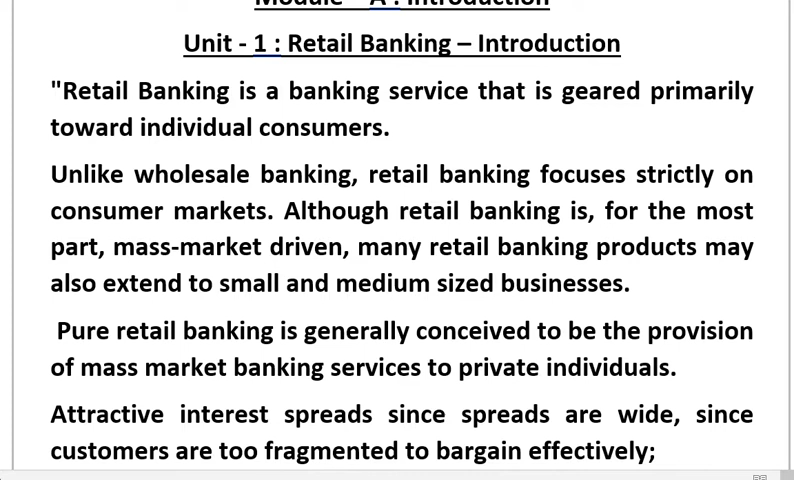 Module – A : Introduction
Unit - 1 : Retail Banking – Introduction
"Retail Banking is a banking service that is geared primarily
toward individual consumers.
Unlike wholesale banking, retail banking focuses strictly on
consumer markets. Although retail banking is, for the most
part, mass-market driven, many retail banking products may
also extend to small and medium sized businesses.
Pure retail banking is generally conceived to be the provision
of mass market banking services to private individuals.
Attractive interest spreads since spreads are wide, since
customers are too fragmented to bargain effectively;